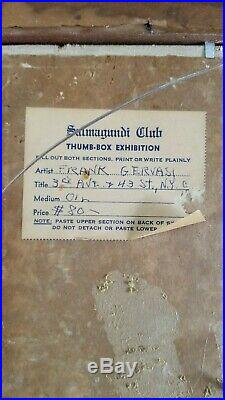 Salmagundi Club
THUMB-BOX EXHIBITION
FILL OUT BOTH SECTIONS, PRINT OR WRITE PLAINLY
Artist FRANK GERVASI
Title 3rd AVE & 43 ST, N.Y.C
Medium OIL
Price # 80
NOTE: PASTE UPPER SECTION ON BACK OF
DO NOT DETACH OR PASTE LOWER